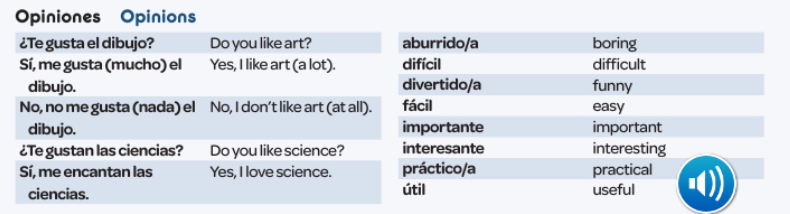 Opiniones Opinions
¿Te gusta el dibujo? Do you like art?
Sí, me gusta (mucho) el Yes, I like art (a lot).
dibujo.
No, no me gusta (nada) el No, I don't like art (at all).
dibujo.
¿Te gustan las ciencias? Do you like science?
Sí, me encantan las Yes, I love science.
ciencias.
aburrido/a boring
difícil difficult
divertido/a funny
fácil easy
importante important
interesante interesting
práctico/a practical
útil useful